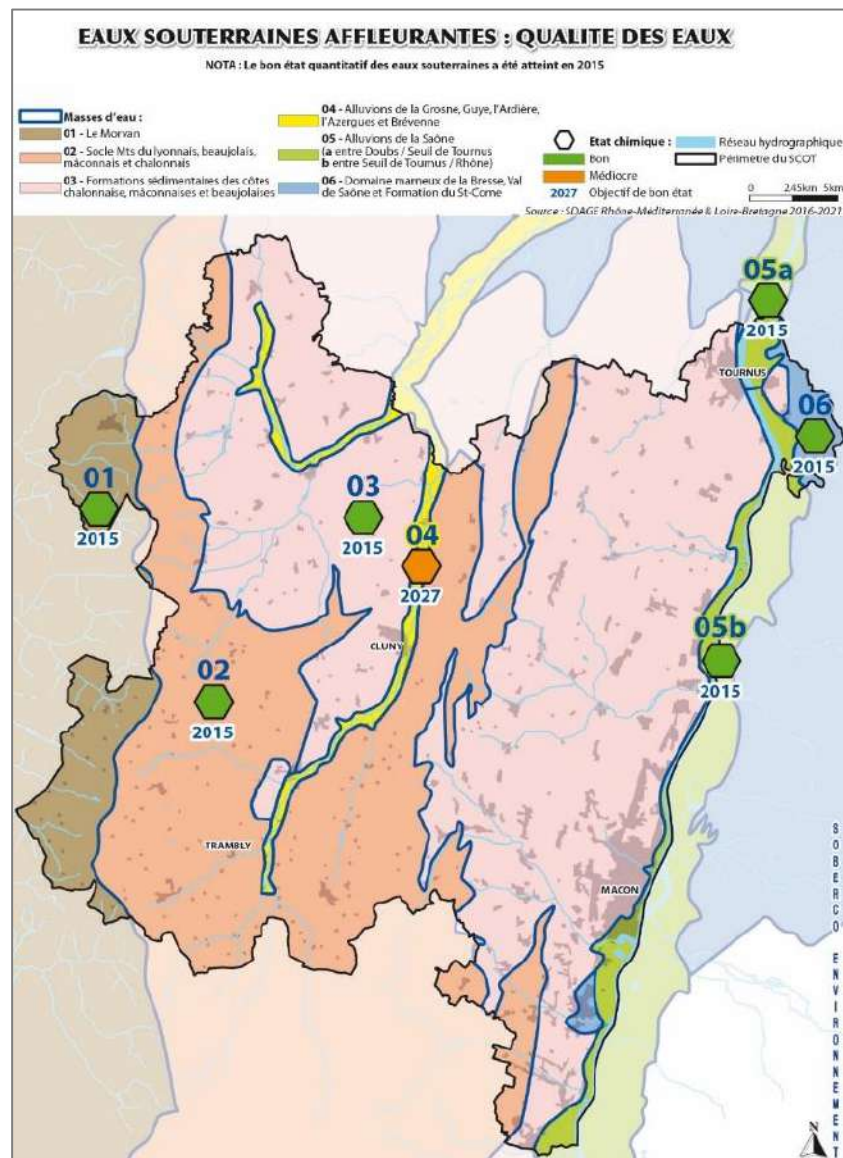 EAUX SOUTERRAINES AFFLEURANTES : QUALITE DES EAUX
NOTA : Le bon état quantitatif des eaux souterraines a été atteint en 2015
Masses d'eau :
01 - Le Morvan
02 - Socle Mts du lyonnais, beaujolais,
mâconnais et chalonnais
03 - Formations sédimentaires des côtes
chalonnaise, mâconnaises et beaujolaises
04 - Alluvions de la Grosne, Guye, l'Ardière,
l'Azergues et Brévenne
05 - Alluvions de la Saône
(a entre Doubs / Seuil de Tournus
b entre Seuil de Tournus / Rhône)
06 - Domaine marneux de la Bresse, Val
de Saône et Formation du St-Come
Etat chimique :
Bon
Médiocre
2027 Objectif de bon état
Réseau hydrographique
Périmètre du SCOT
0 2.45km 5km
Source : SDAGE Rhône-Méditerranée & Loire-Bretagne 2016-2021
05a
2015
TOURNUS
06
2015
01
2015
03
2015
04
2027
CLUNY
05b
2015
02
2015
TRAMBLY
MACON
SOBERCO ENVIRONNEMENT
N